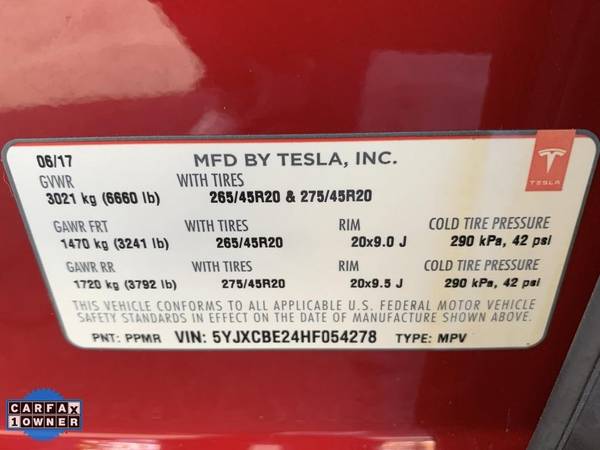 06/17 MFD BY TESLA, INC.
GVWR WITH TIRES
3021 kg (6660 lb) 265/45R20 & 275/45R20
TESLA
GAWR FRT WITH TIRES RIM COLD TIRE PRESSURE
1470 kg (3241 lb) 265/45R20 20x9.0 J 290 kPa, 42 psi
GAWR RR WITH TIRES RIM COLD TIRE PRESSURE
1720 kg (3792 lb) 275/45R20 20x9.5 J 290 kPa, 42 psi
THIS VEHICLE CONFORMS TO ALL APPLICABLE U.S. FEDERAL MOTOR VEHICLE
SAFETY STANDARDS IN EFFECT ON THE DATE OF MANUFACTURE SHOWN ABOVE.
PNT: PPMR VIN: 5YJXCBE24HF054278 TYPE: MPV
CARFAX
1 OWNER